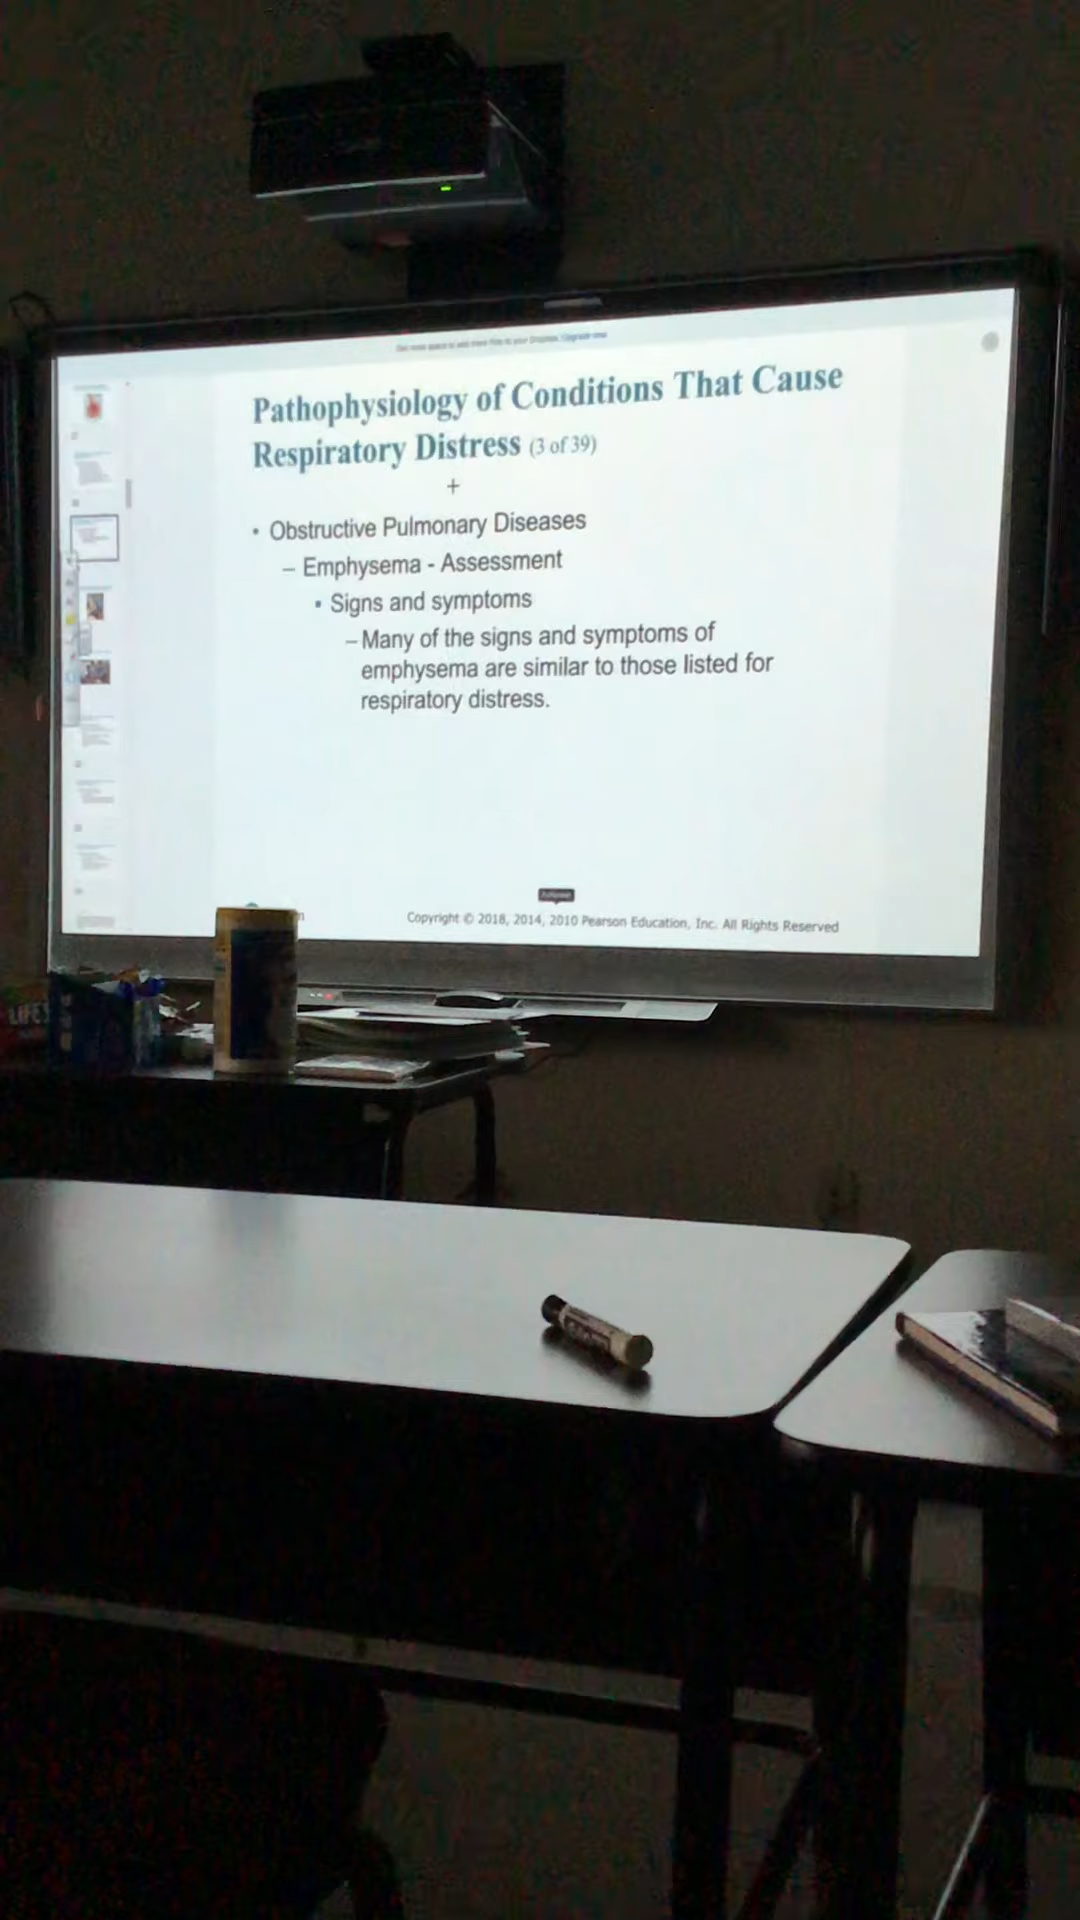 Pathophysiology of Conditions That Cause
Respiratory Distress (3 of 39)
+
• Obstructive Pulmonary Diseases
– Emphysema - Assessment
• Signs and symptoms
– Many of the signs and symptoms of
emphysema are similar to those listed for
respiratory distress.
Copyright © 2018, 2014, 2010 Pearson Education, Inc. All Rights Reserved